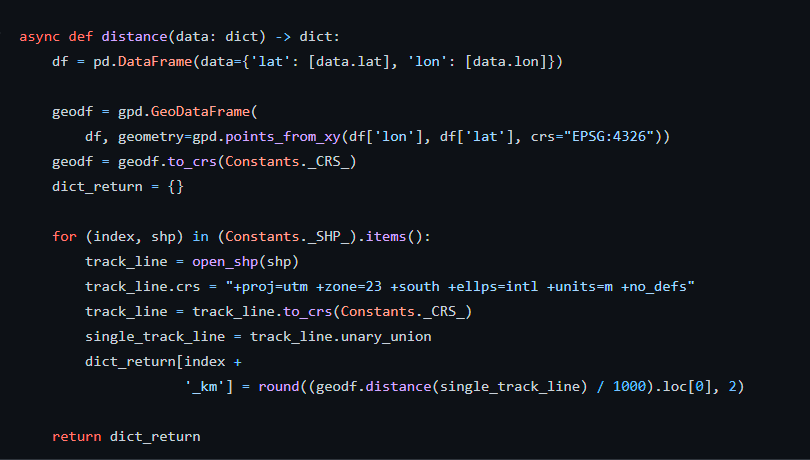 async def distance(data: dict) -> dict:
    df = pd.DataFrame(data={'lat': [data.lat], 'lon': [data.lon]})

    geodf = gpd.GeoDataFrame(
        df, geometry=gpd.points_from_xy(df['lon'], df['lat'], crs="EPSG:4326"))
    geodf = geodf.to_crs(Constants._CRS_)
    dict_return = {}

    for (index, shp) in (Constants._SHP_).items():
        track_line = open_shp(shp)
        track_line.crs = "+proj=utm +zone=23 +south +ellps=intl +units=m +no_defs"
        track_line = track_line.to_crs(Constants._CRS_)
        single_track_line = track_line.unary_union
        dict_return[index +
                    '_km'] = round((geodf.distance(single_track_line) / 1000).loc[0], 2)

    return dict_return